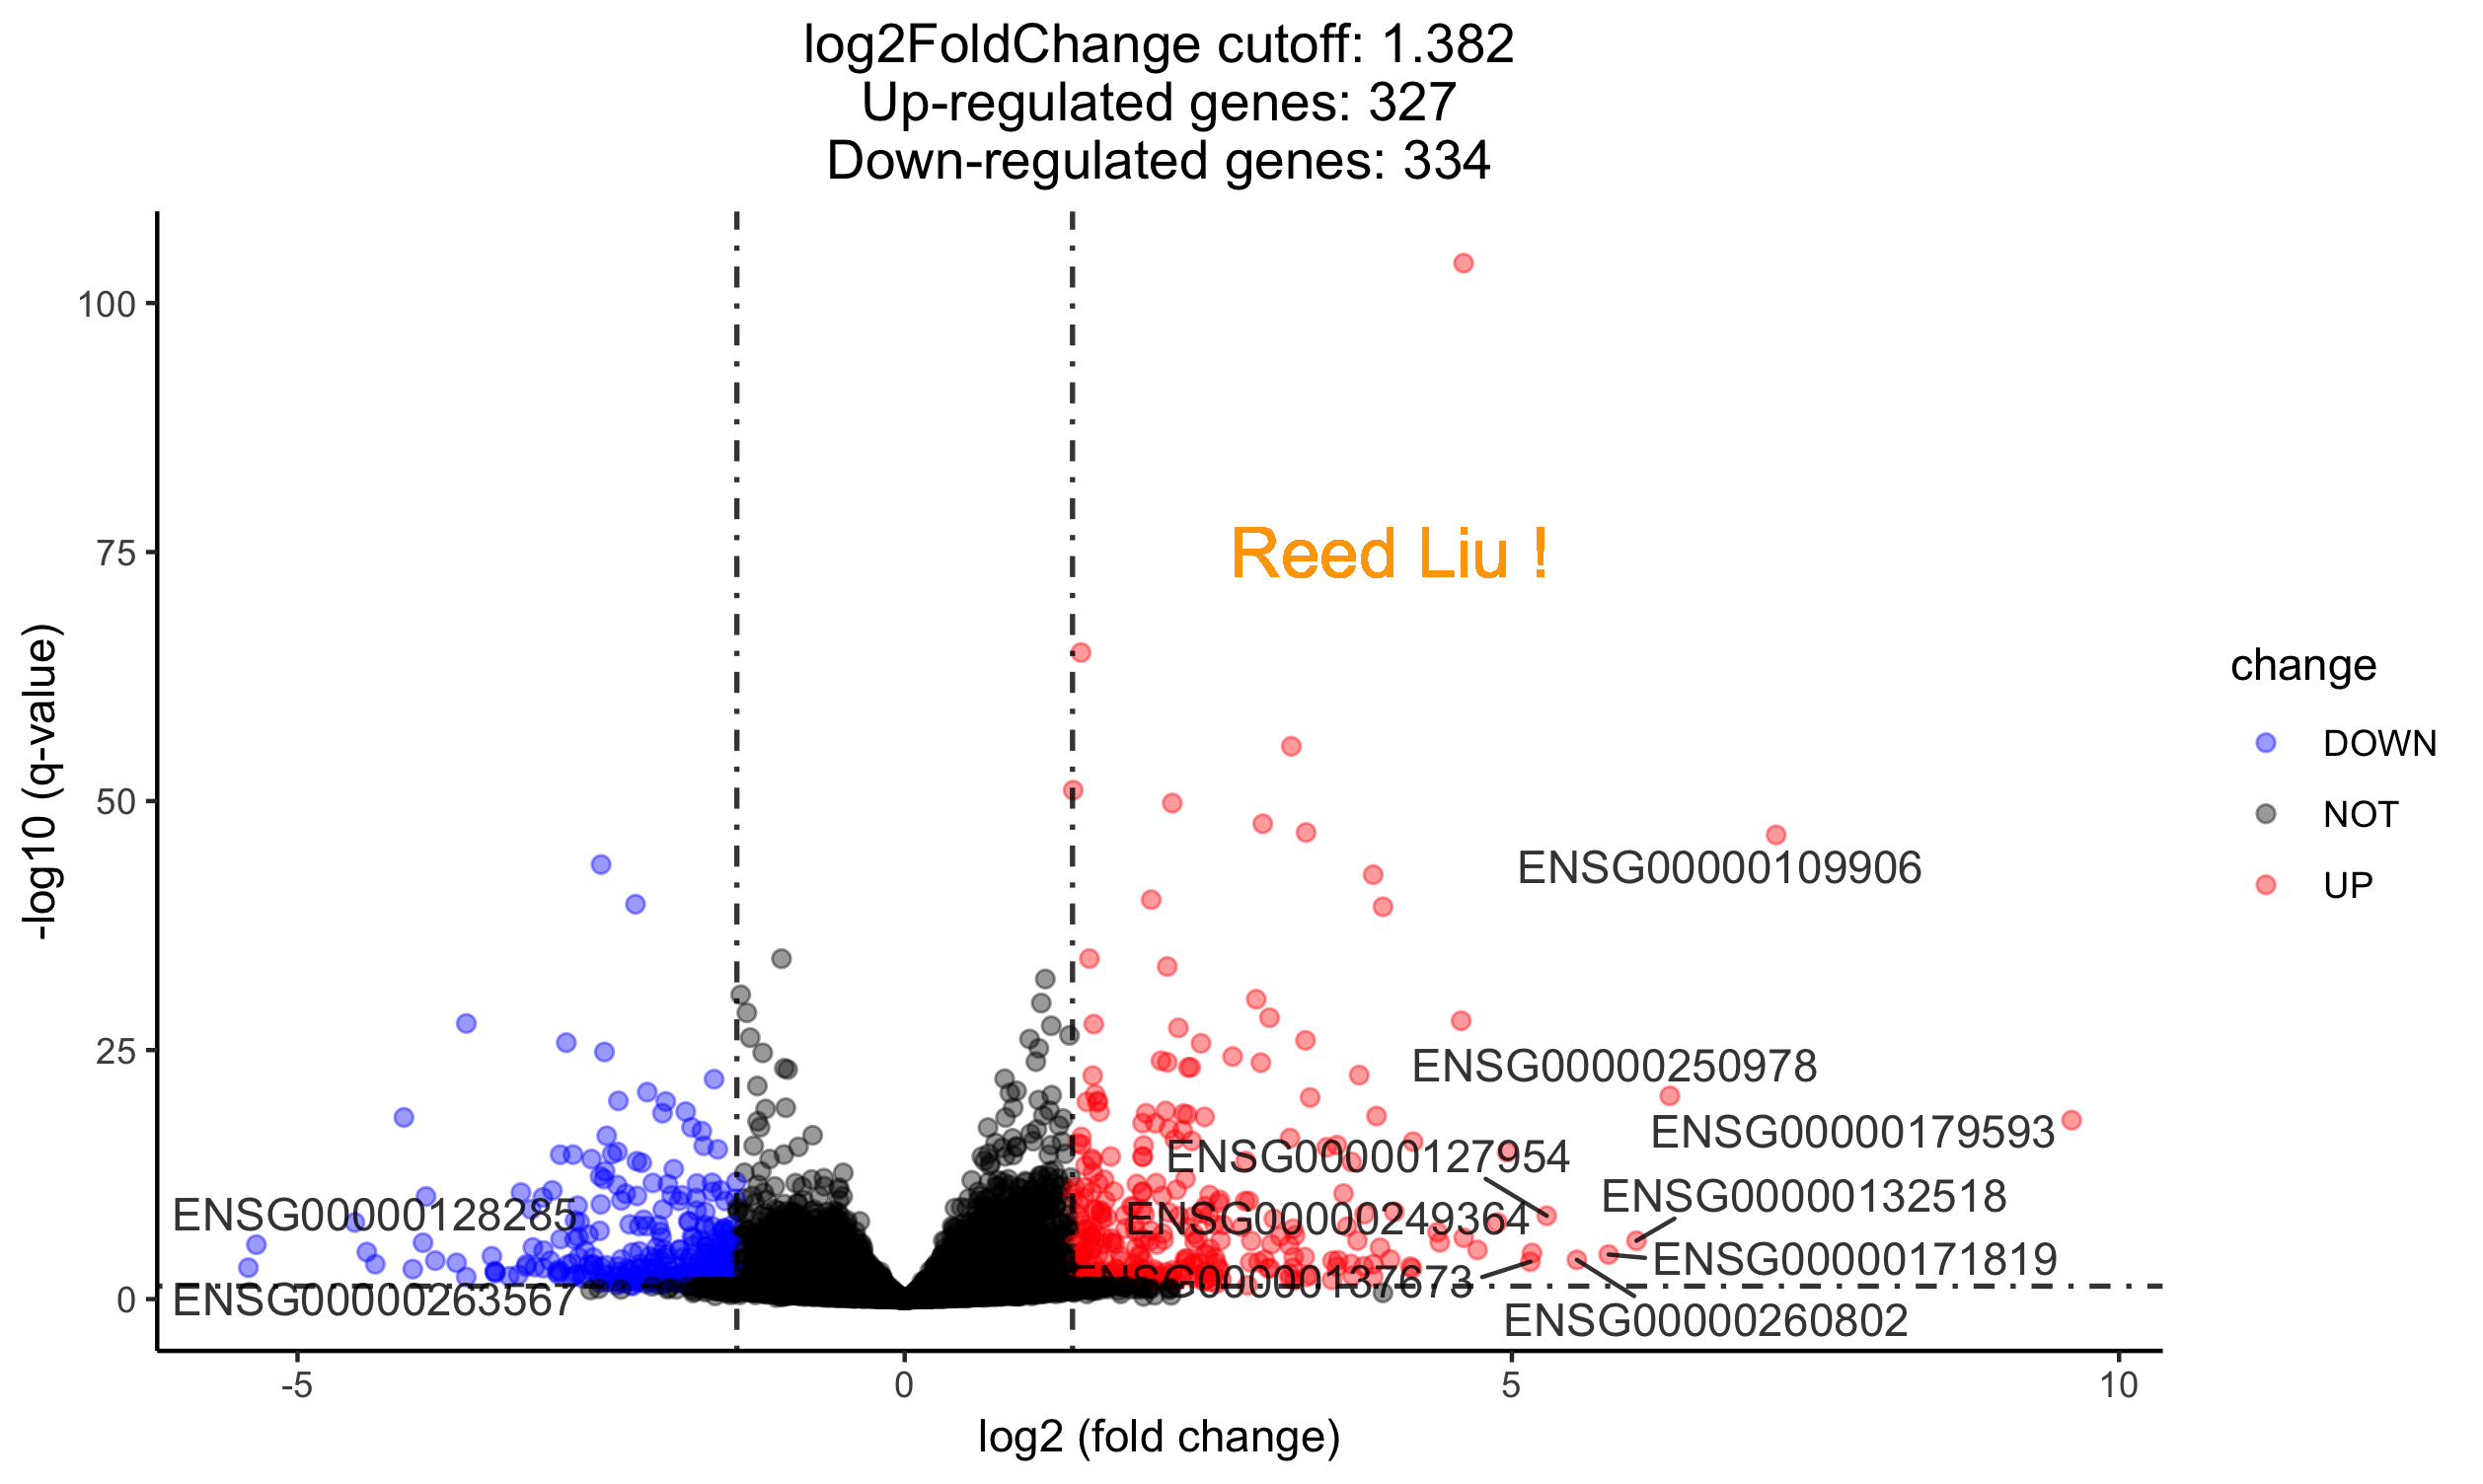 log2FoldChange cutoff: 1.382
Up-regulated genes: 327
Down-regulated genes: 334
100
75
50
25
0
-log10 (q-value)
Reed Liu !
ENSG00000109906
ENSG00000250978
ENSG00000179593
ENSG00000127954
ENSG00000132518
ENSG00000128285
ENSG00000249364
ENSG00000171819
ENSG00000137673
ENSG00000263567
ENSG00000260802
-5
0
5
10
log2 (fold change)
change
DOWN
NOT
UP